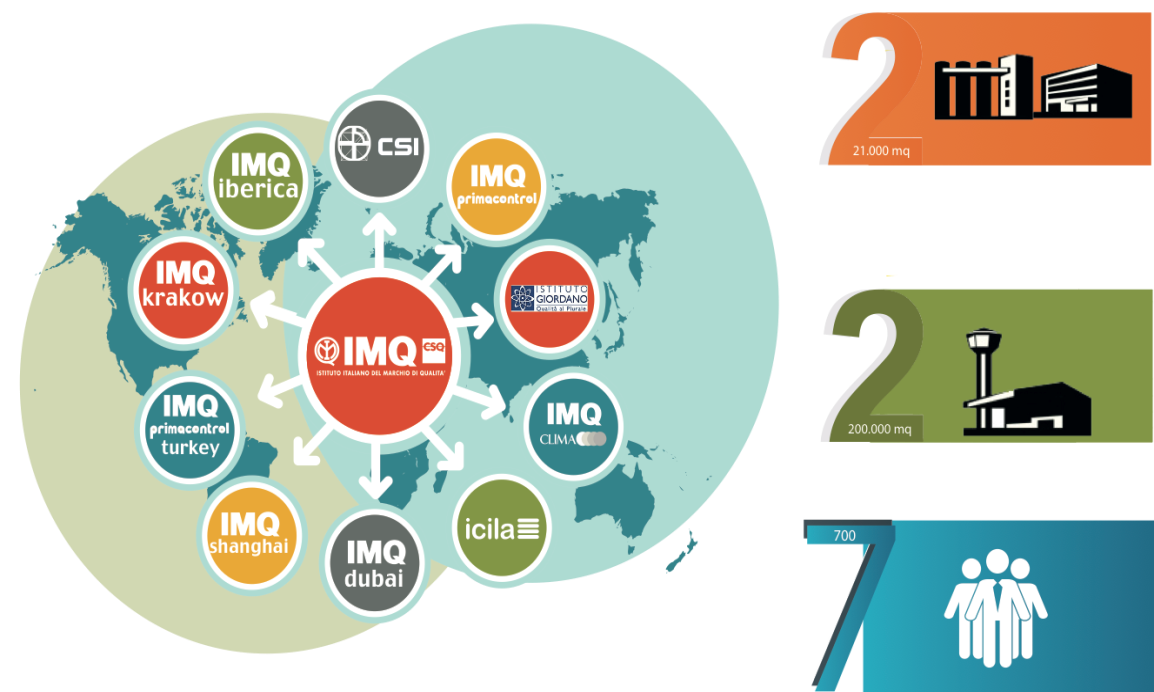 CSI
IMQ
iberica
IMQ
primacontrol
IMQ
krakow
ISTITUTO
GIORDANO
Qualità al Plurale
IMQ CSQ
ISTITUTO ITALIANO DEL MARCHIO DI QUALITA'
IMQ
primacontrol
turkey
IMQ
CLIMA
IMQ
shanghai
icila
IMQ
dubai
2
21.000 mq
2
200.000 mq
7
700